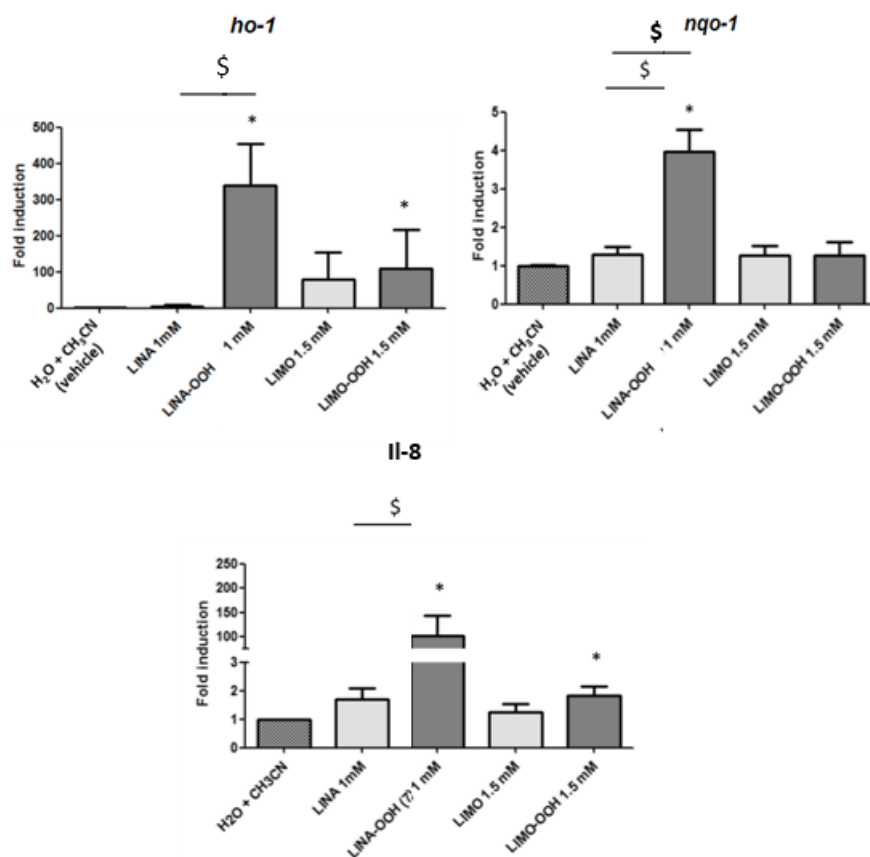 ho-1
$
*
*
500
400
300
200
100
0
Fold induction
H₂O + CH₃CN
(vehicle)
LINA 1mM
LINA-OOH 1 mM
LIMO 1.5 mM
LIMO-OOH 1.5 mM
nqo-1
$
$
*
5
4
3
2
1
0
Fold induction
H₂O + CH₃CN
(vehicle)
LINA 1mM
LINA-OOH 1 mM
LIMO 1.5 mM
LIMO-OOH 1.5 mM
Il-8
$
*
*
250
200
150
100
3
2
1
0
Fold induction
H2O + CH3CN
LINA 1mM
LINA-OOH 1 mM
LIMO 1.5 mM
LIMO-OOH 1.5 mM